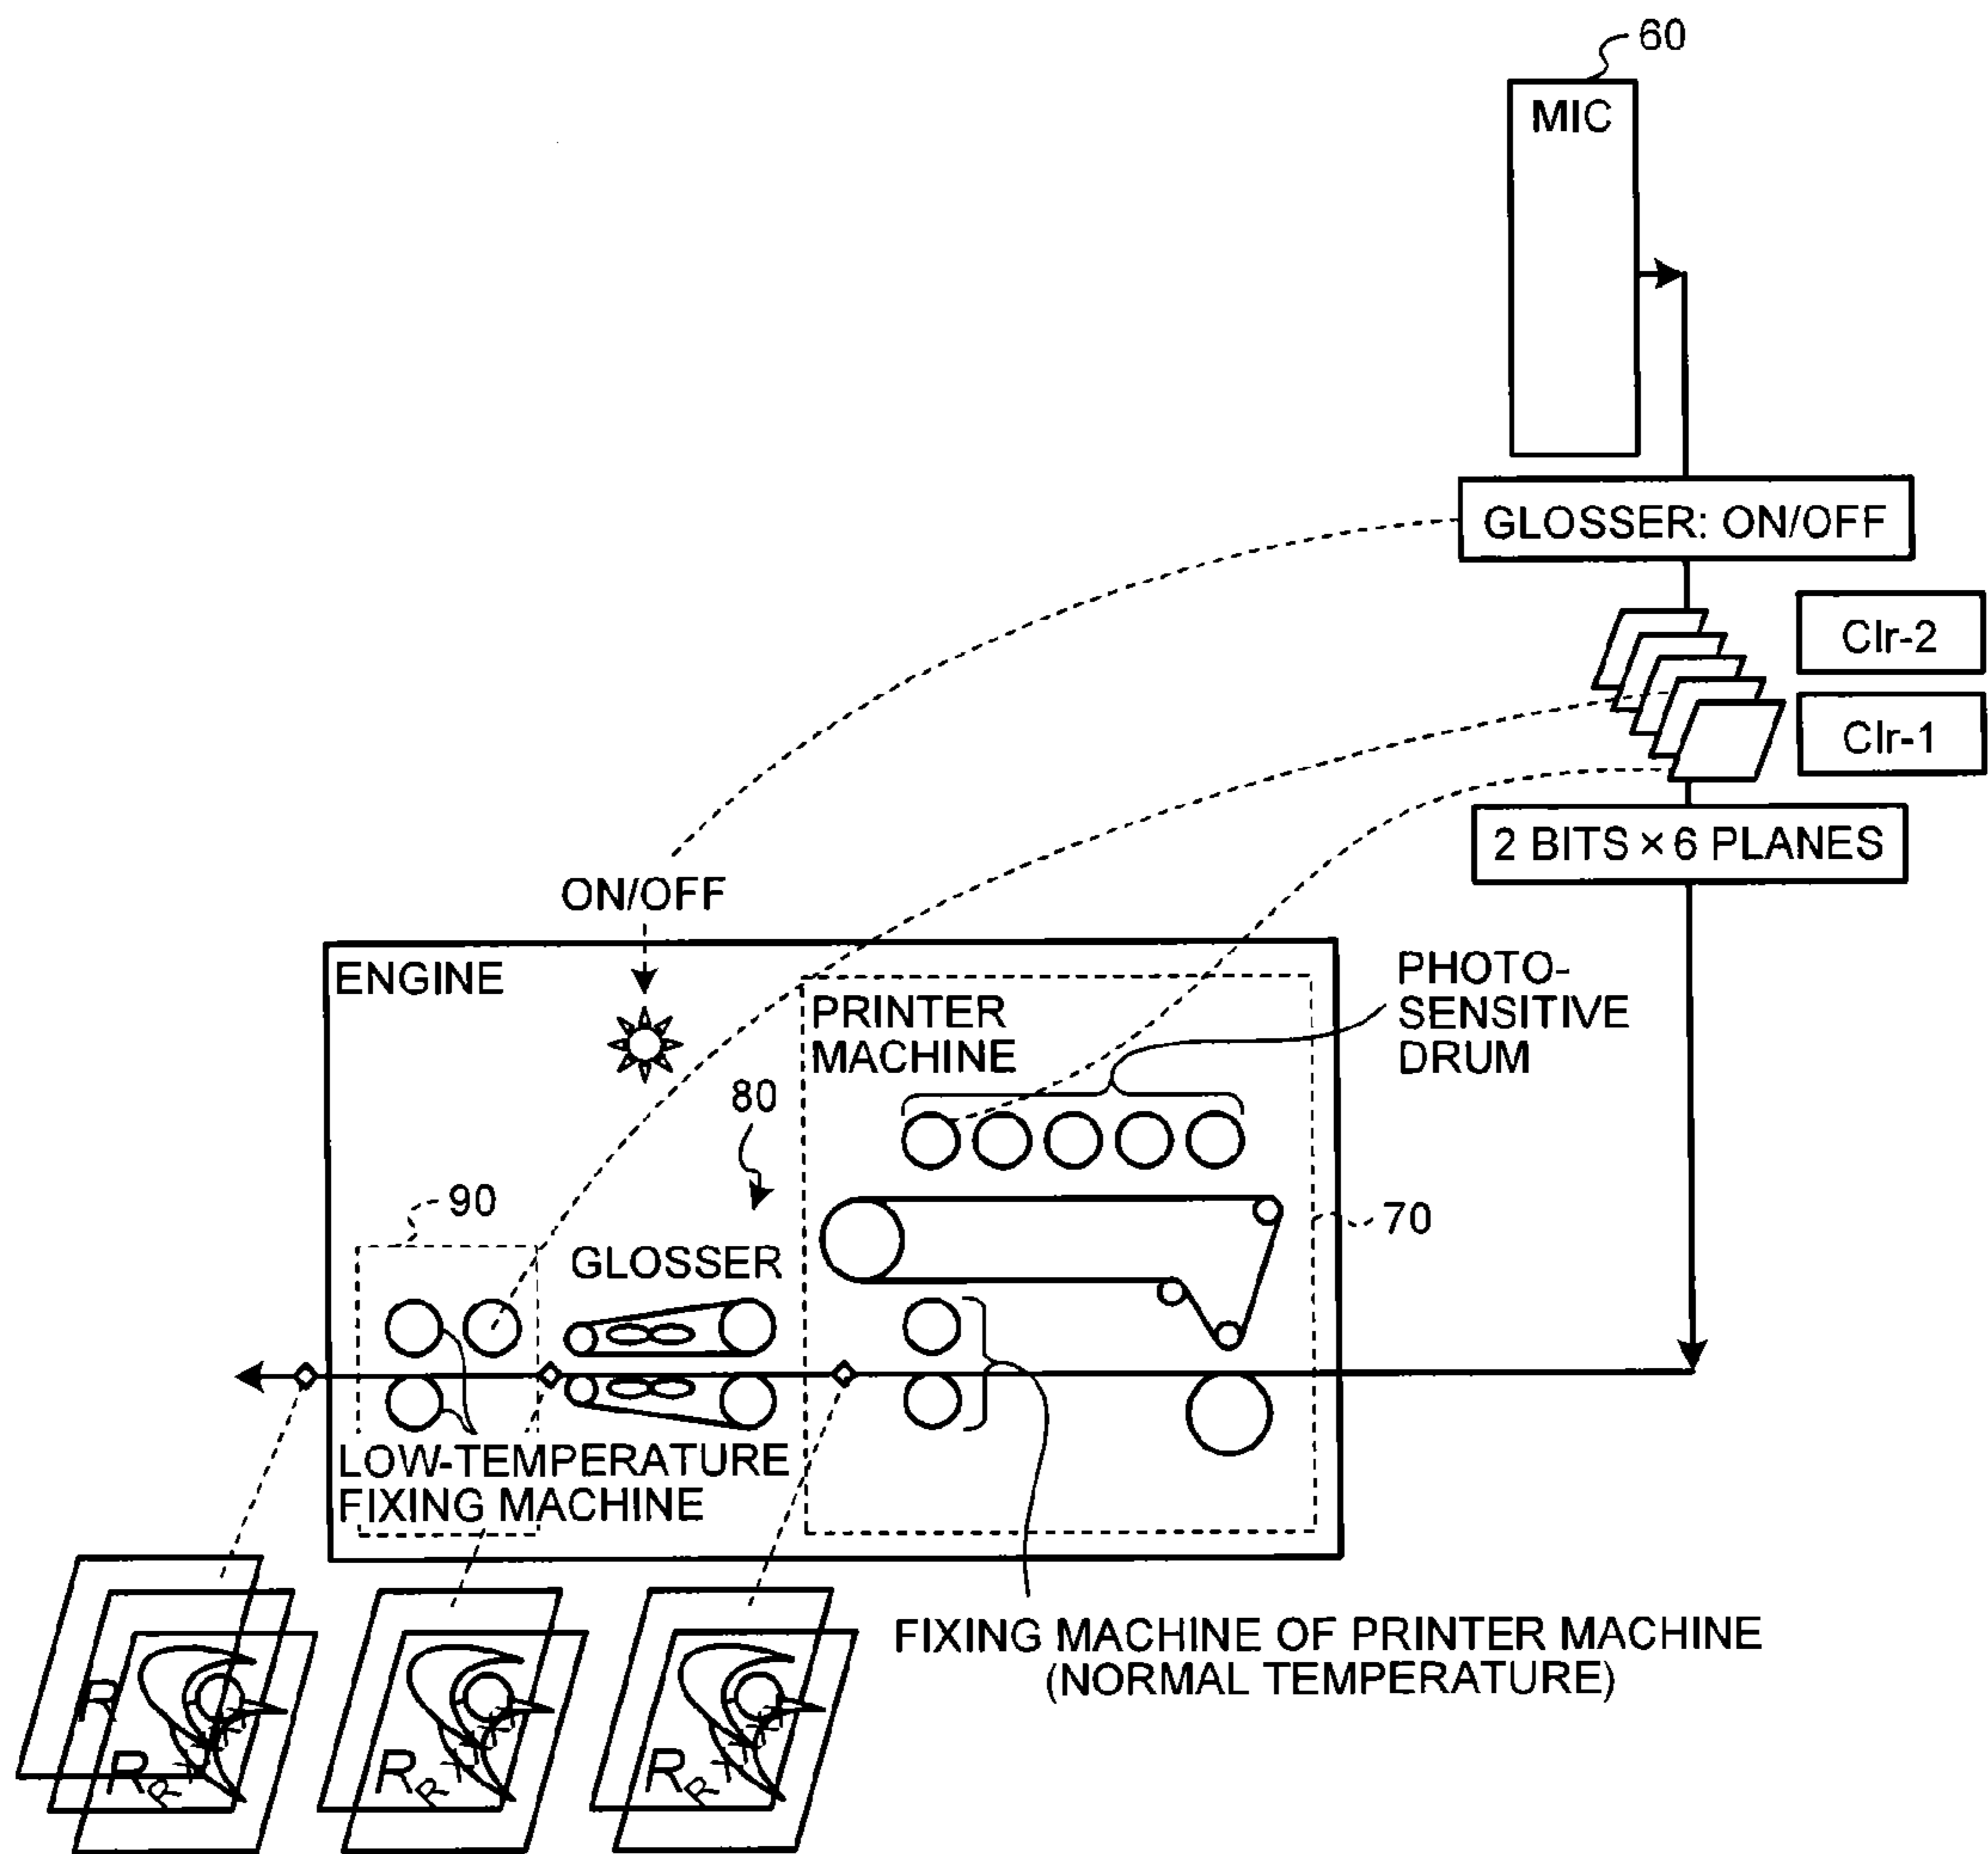 60
MIC
GLOSSER: ON/OFF
Clr-2
Clr-1
2 BITS × 6 PLANES
ON/OFF
ENGINE
PRINTER
MACHINE
PHOTO-
SENSITIVE
DRUM
80
90
70
GLOSSER
LOW-TEMPERATURE
FIXING MACHINE
FIXING MACHINE OF PRINTER MACHINE
(NORMAL TEMPERATURE)
R
R
R
R
R
R
R